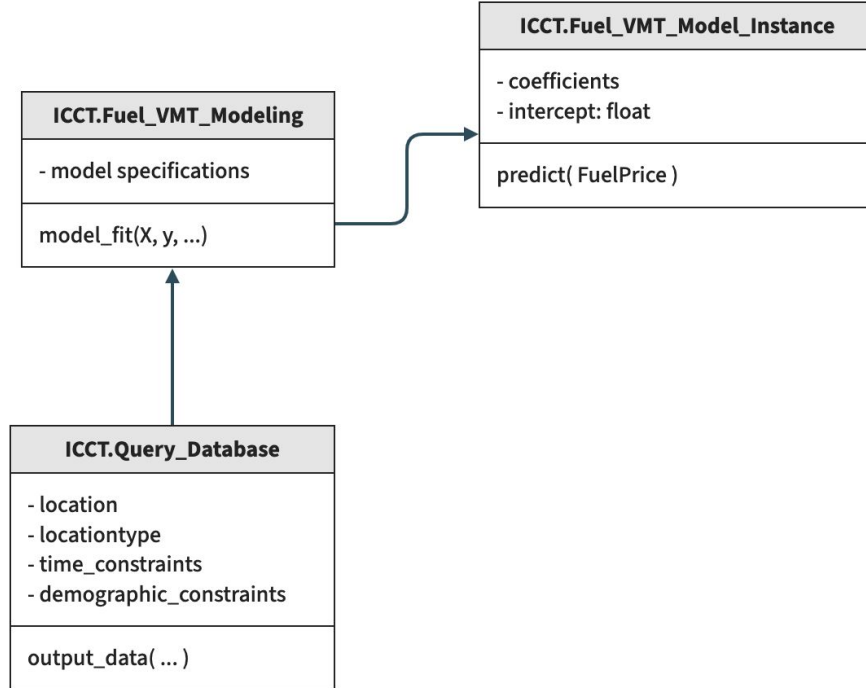 ICCT.Fuel_VMT_Model_Instance
- coefficients
- intercept: float
predict( FuelPrice )
ICCT.Fuel_VMT_Modeling
- model specifications
model_fit(X, y, ...)
ICCT.Query_Database
- location
- locationtype
- time_constraints
- demographic_constraints
output_data( ... )